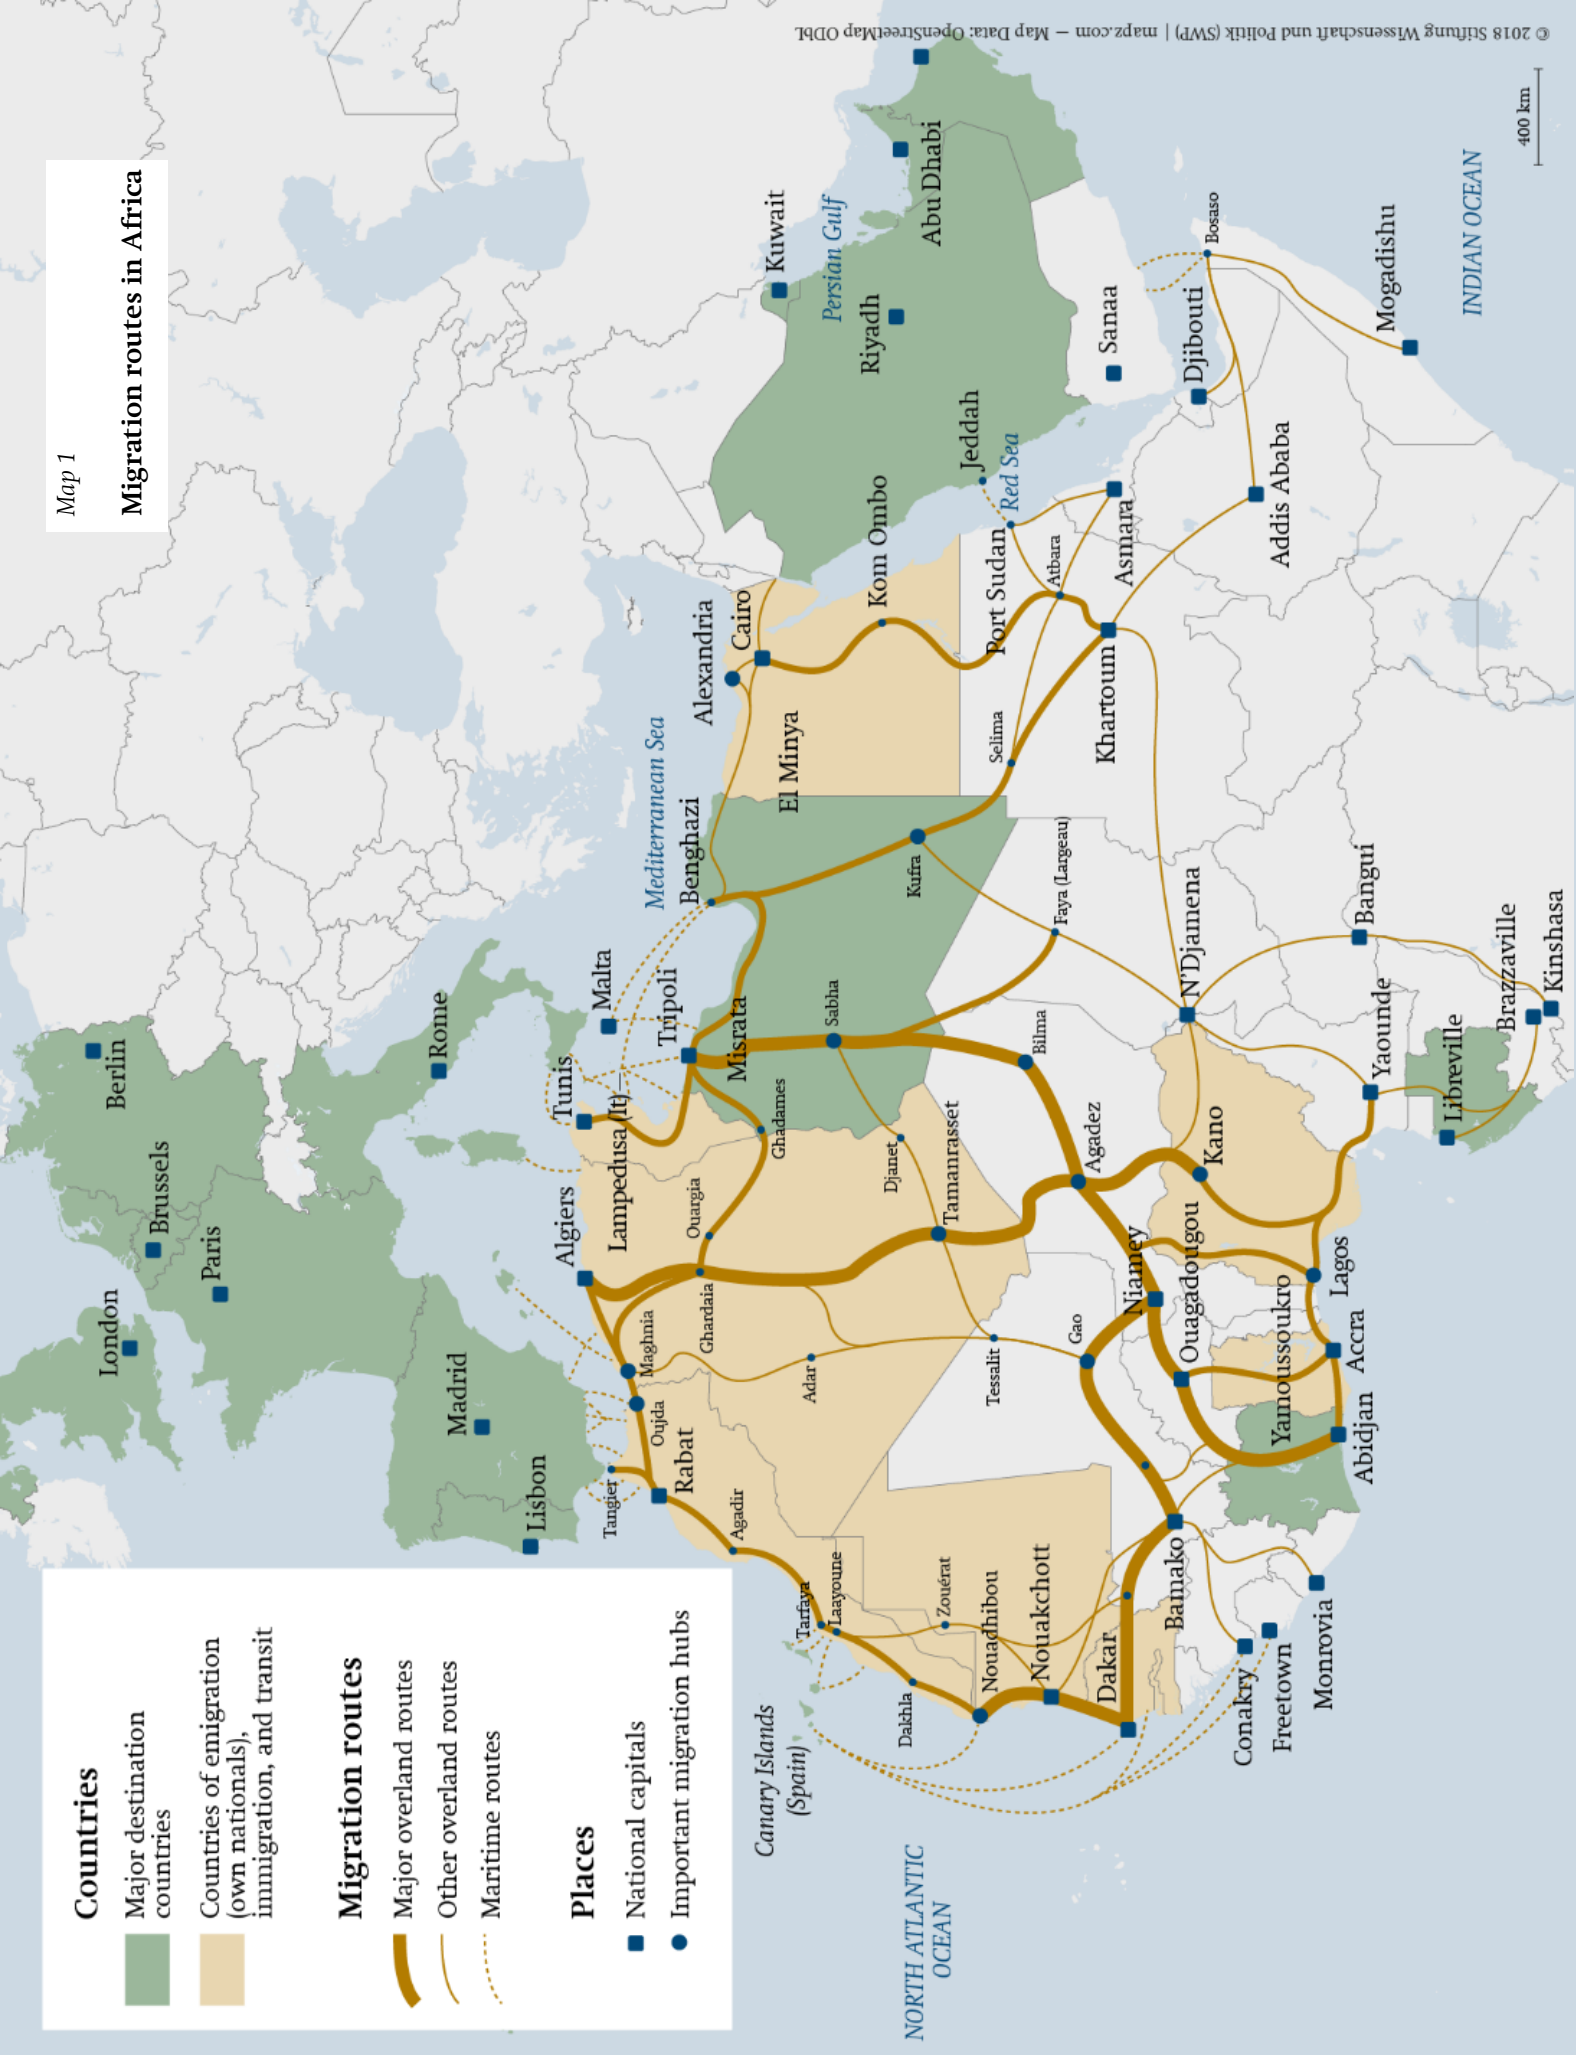 Map 1
Migration routes in Africa
Countries
Major destination
countries
Countries of emigration
(own nationals),
immigration, and transit
Migration routes
Major overland routes
Other overland routes
Maritime routes
Places
National capitals
Important migration hubs
London
Berlin
Brussels
Paris
Madrid
Lisbon
Rome
Algiers
Tunis
Malta
Lampedusa (It)
Tripoli
Misrata
Mediterranean Sea
Benghazi
Alexandria
Cairo
El Minya
Kom Ombo
Kuwait
Persian Gulf
Riyadh
Abu Dhabi
Jeddah
Red Sea
Sanaa
Tangier
Rabat
Oujda
Maghnia
Ghardaia
Ouargla
Ghadames
Sabha
Kufra
Agadir
Tarfaya
Laayoune
Canary Islands
(Spain)
Adar
Djanet
Tamanrasset
Tessalit
Dakhla
Zouérat
Nouadhibou
Nouakchott
Dakar
NORTH ATLANTIC
OCEAN
Gao
Agadez
Bilma
Faya (Largeau)
Selima
Port Sudan
Atbara
Asmara
Khartoum
Djibouti
Bosaso
Addis Ababa
Mogadishu
INDIAN OCEAN
Bamako
Conakry
Freetown
Monrovia
Niamey
Ouagadougou
Yamoussoukro
Abidjan
Accra
Lagos
Kano
N'Djamena
Yaounde
Bangui
Libreville
Brazzaville
Kinshasa
400 km
© 2018 Stiftung Wissenschaft und Politik (SWP) | mapz.com – Map Data: OpenStreetMap ODbL